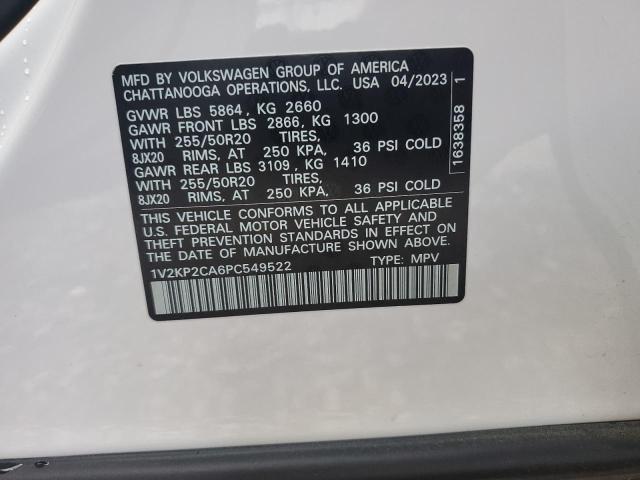 MFD BY VOLKSWAGEN GROUP OF AMERICA
CHATTANOOGA OPERATIONS, LLC. USA 04/2023
GVWR LBS 5864, KG 2660
GAWR FRONT LBS 2866, KG 1300
WITH 255/50R20 TIRES,
8JX20 RIMS, AT 250 KPA, 36 PSI COLD
GAWR REAR LBS 3109, KG 1410
WITH 255/50R20 TIRES,
8JX20 RIMS, AT 250 KPA, 36 PSI COLD
THIS VEHICLE CONFORMS TO ALL APPLICABLE
U.S. FEDERAL MOTOR VEHICLE SAFETY AND
THEFT PREVENTION STANDARDS IN EFFECT ON
THE DATE OF MANUFACTURE SHOWN ABOVE.
1V2KP2CA6PC549522 TYPE: MPV
1638358 1